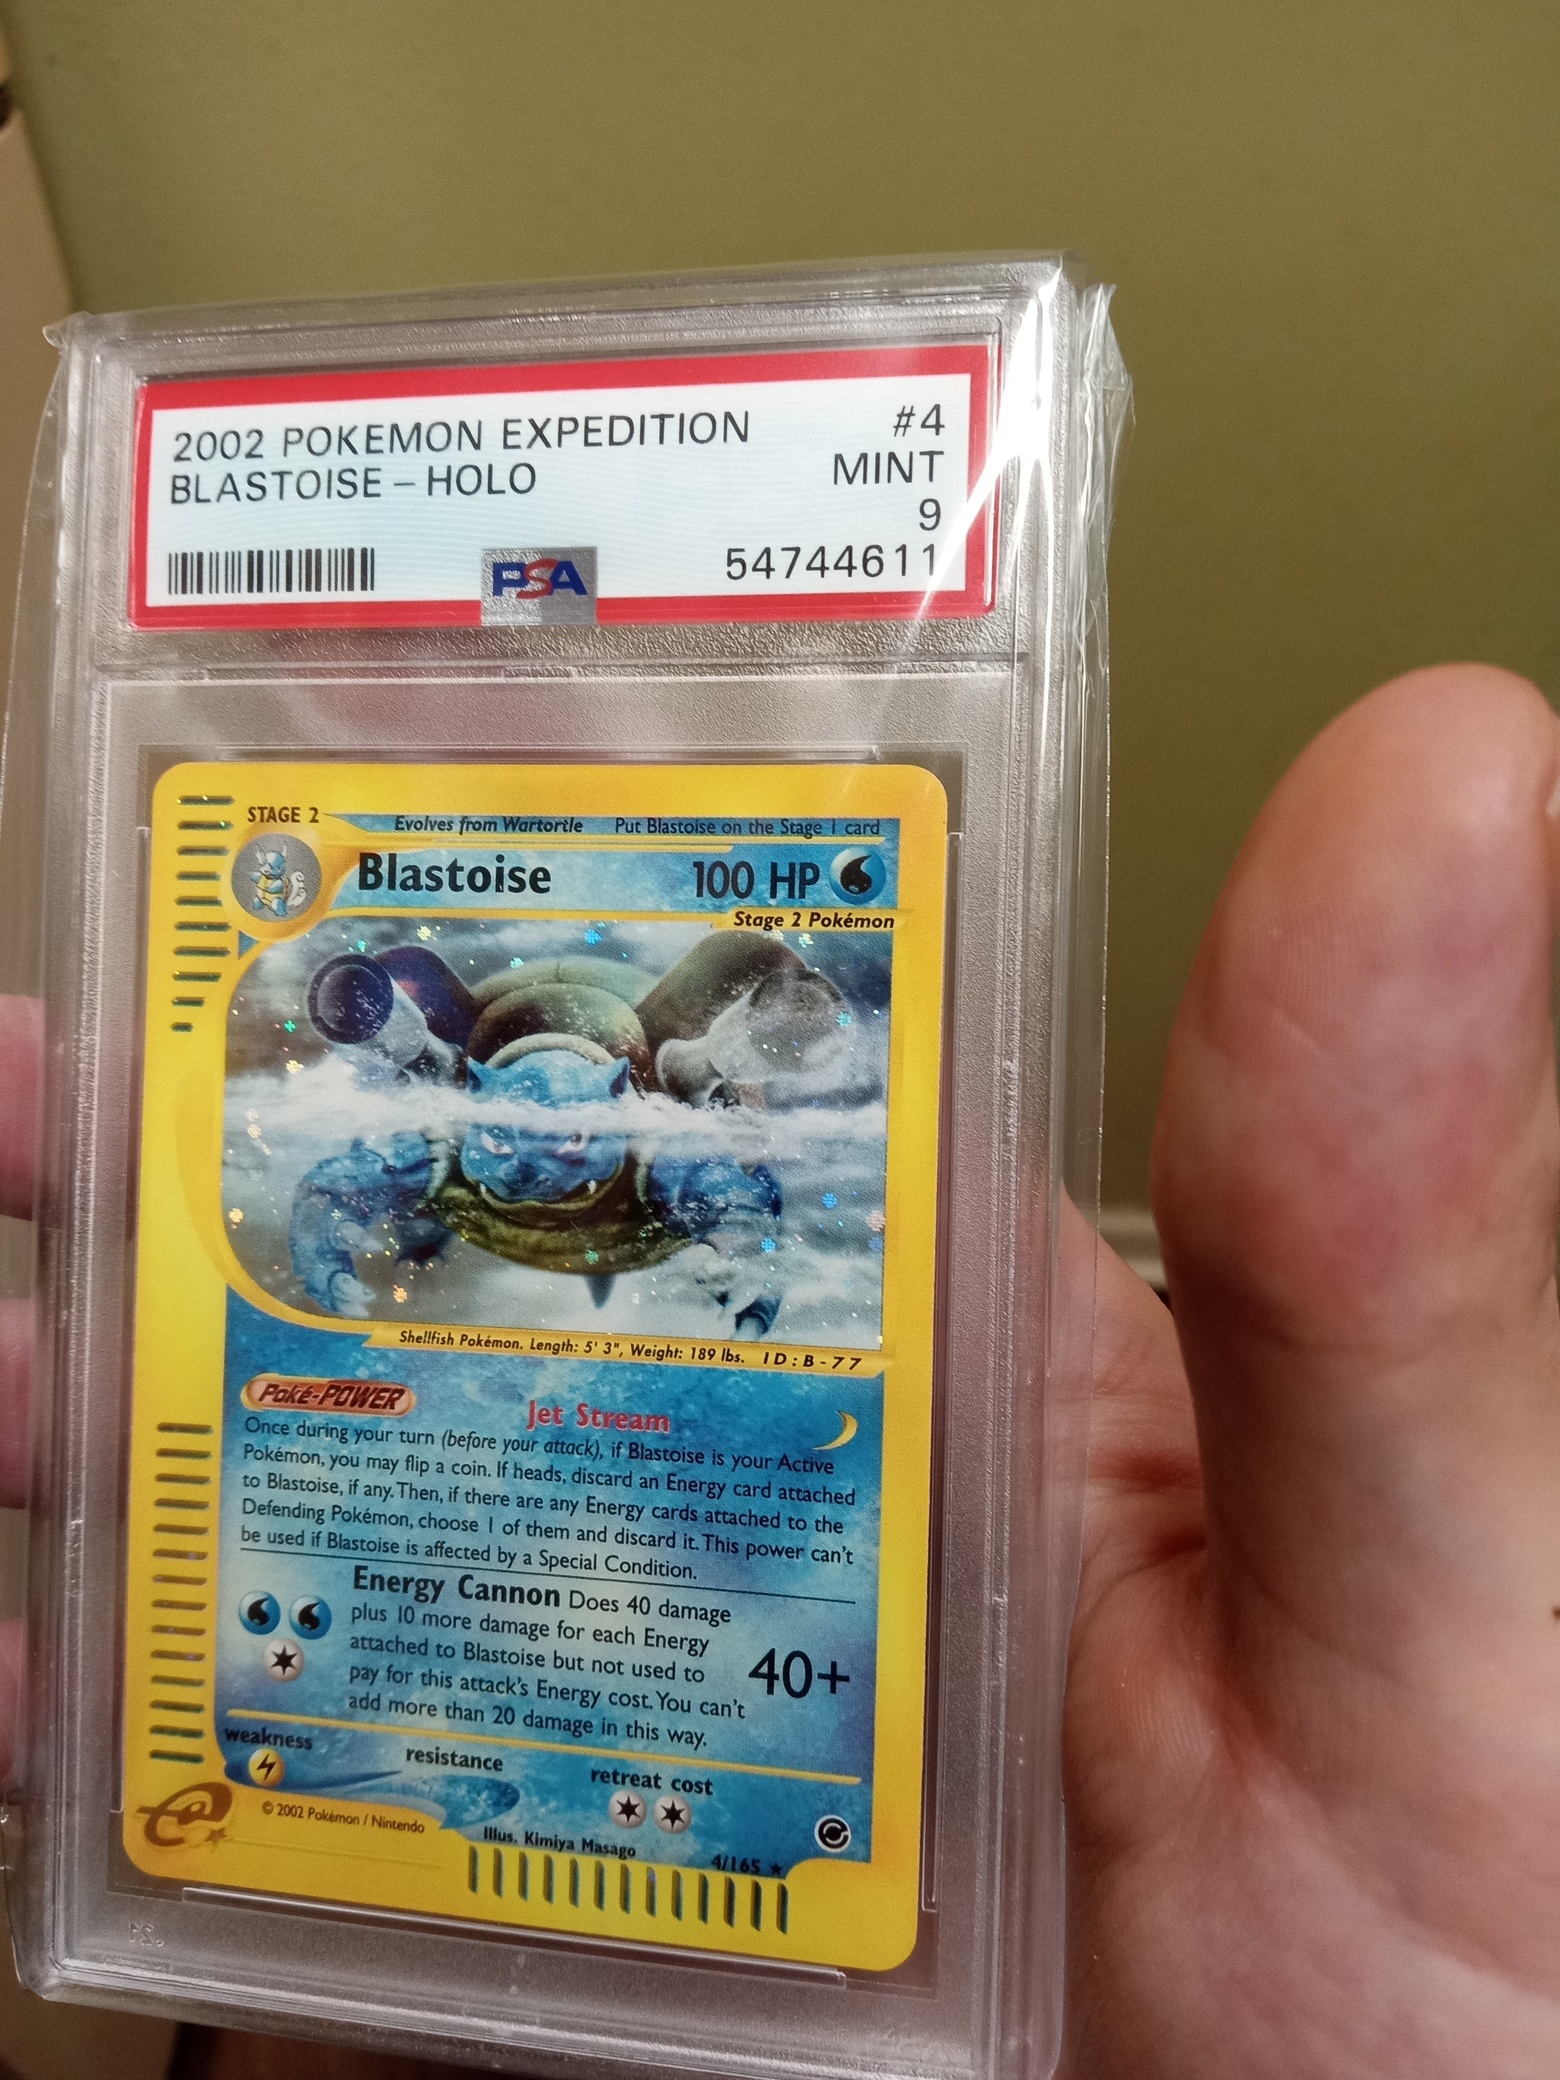 2002 POKEMON EXPEDITION #4
BLASTOISE – HOLO MINT
9
PSA 54744611
STAGE 2 Evolves from Wartortle Put Blastoise on the Stage 1 card
Blastoise 100 HP
Stage 2 Pokémon
Shellfish Pokémon. Length: 5' 3", Weight: 189 lbs. ID:B-77
Poké-POWER Jet Stream
Once during your turn (before your attack), if Blastoise is your Active
Pokémon, you may flip a coin. If heads, discard an Energy card attached
to Blastoise, if any. Then, if there are any Energy cards attached to the
Defending Pokémon, choose 1 of them and discard it. This power can't
be used if Blastoise is affected by a Special Condition.
Energy Cannon Does 40 damage
plus 10 more damage for each Energy
attached to Blastoise but not used to
pay for this attack's Energy cost. You can't
add more than 20 damage in this way.
40+
weakness resistance retreat cost
© 2002 Pokémon / Nintendo
Illus. Kimiya Masago
4/165 ★